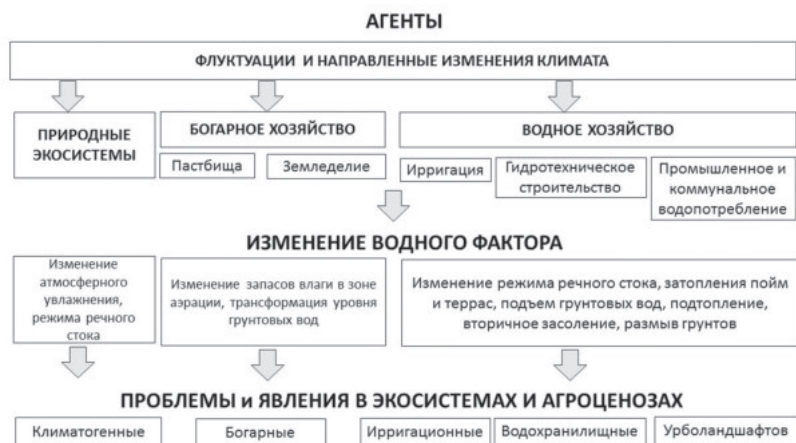 АГЕНТЫ
ФЛУКТУАЦИИ И НАПРАВЛЕННЫЕ ИЗМЕНЕНИЯ КЛИМАТА
ПРИРОДНЫЕ
ЭКОСИСТЕМЫ
БОГАРНОЕ ХОЗЯЙСТВО
Пастбища
Земледелие
ВОДНОЕ ХОЗЯЙСТВО
Ирригация
Гидротехническое
строительство
Промышленное и
коммунальное
водопотребление
ИЗМЕНЕНИЕ ВОДНОГО ФАКТОРА
Изменение
атмосферного
увлажнения,
режима речного
стока
Изменение запасов влаги в зоне
аэрации, трансформация уровня
грунтовых вод
Изменение режима речного стока, затопления пойм
и террас, подъем грунтовых вод, подтопление,
вторичное засоление, размыв грунтов
ПРОБЛЕМЫ и ЯВЛЕНИЯ В ЭКОСИСТЕМАХ И АГРОЦЕНОЗАХ
Климатогенные
Богарные
Ирригационные
Водохранилищные
Урболандшафтов